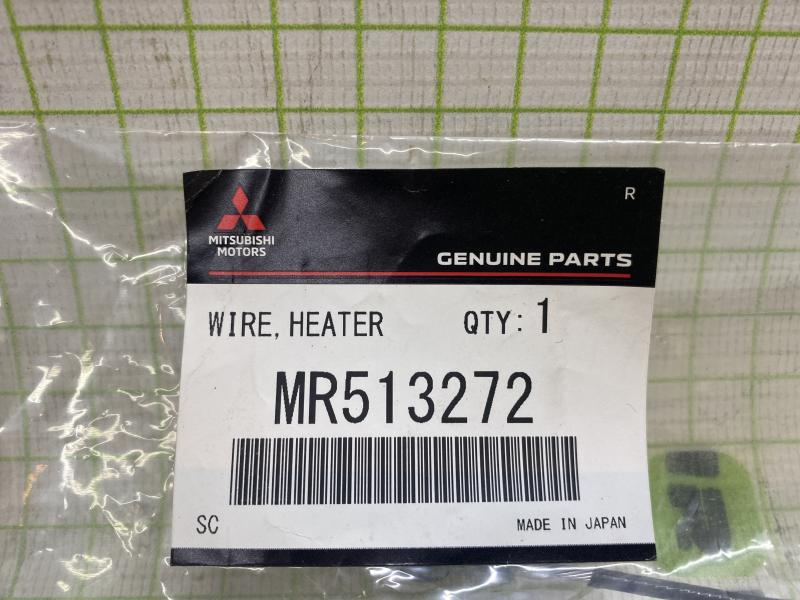 R
MITSUBISHI
MOTORS
GENUINE PARTS
WIRE, HEATER QTY: 1
MR513272
SC MADE IN JAPAN